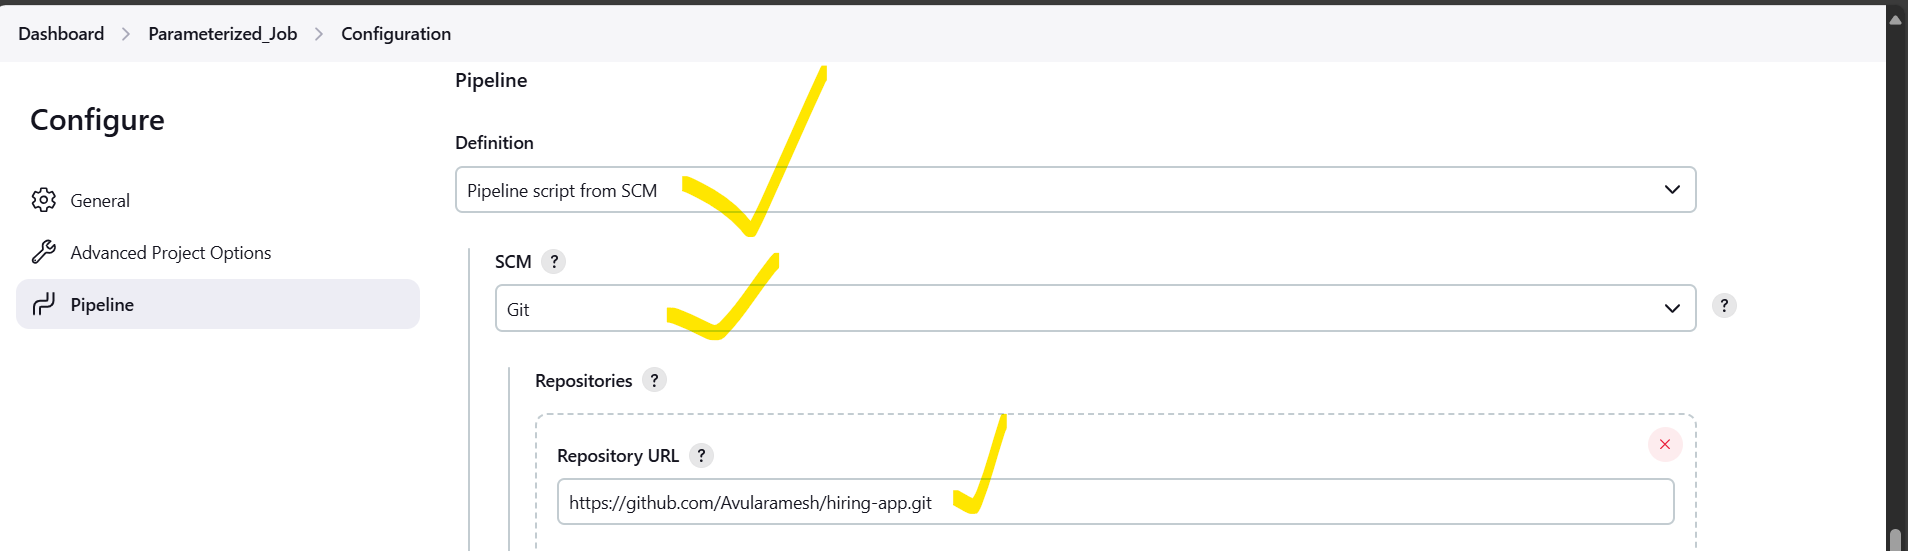 Dashboard > Parameterized_Job > Configuration
Configure
General
Advanced Project Options
Pipeline
Pipeline
Definition
Pipeline script from SCM
SCM ?
Git
?
Repositories ?
Repository URL ?
https://github.com/Avularamesh/hiring-app.git